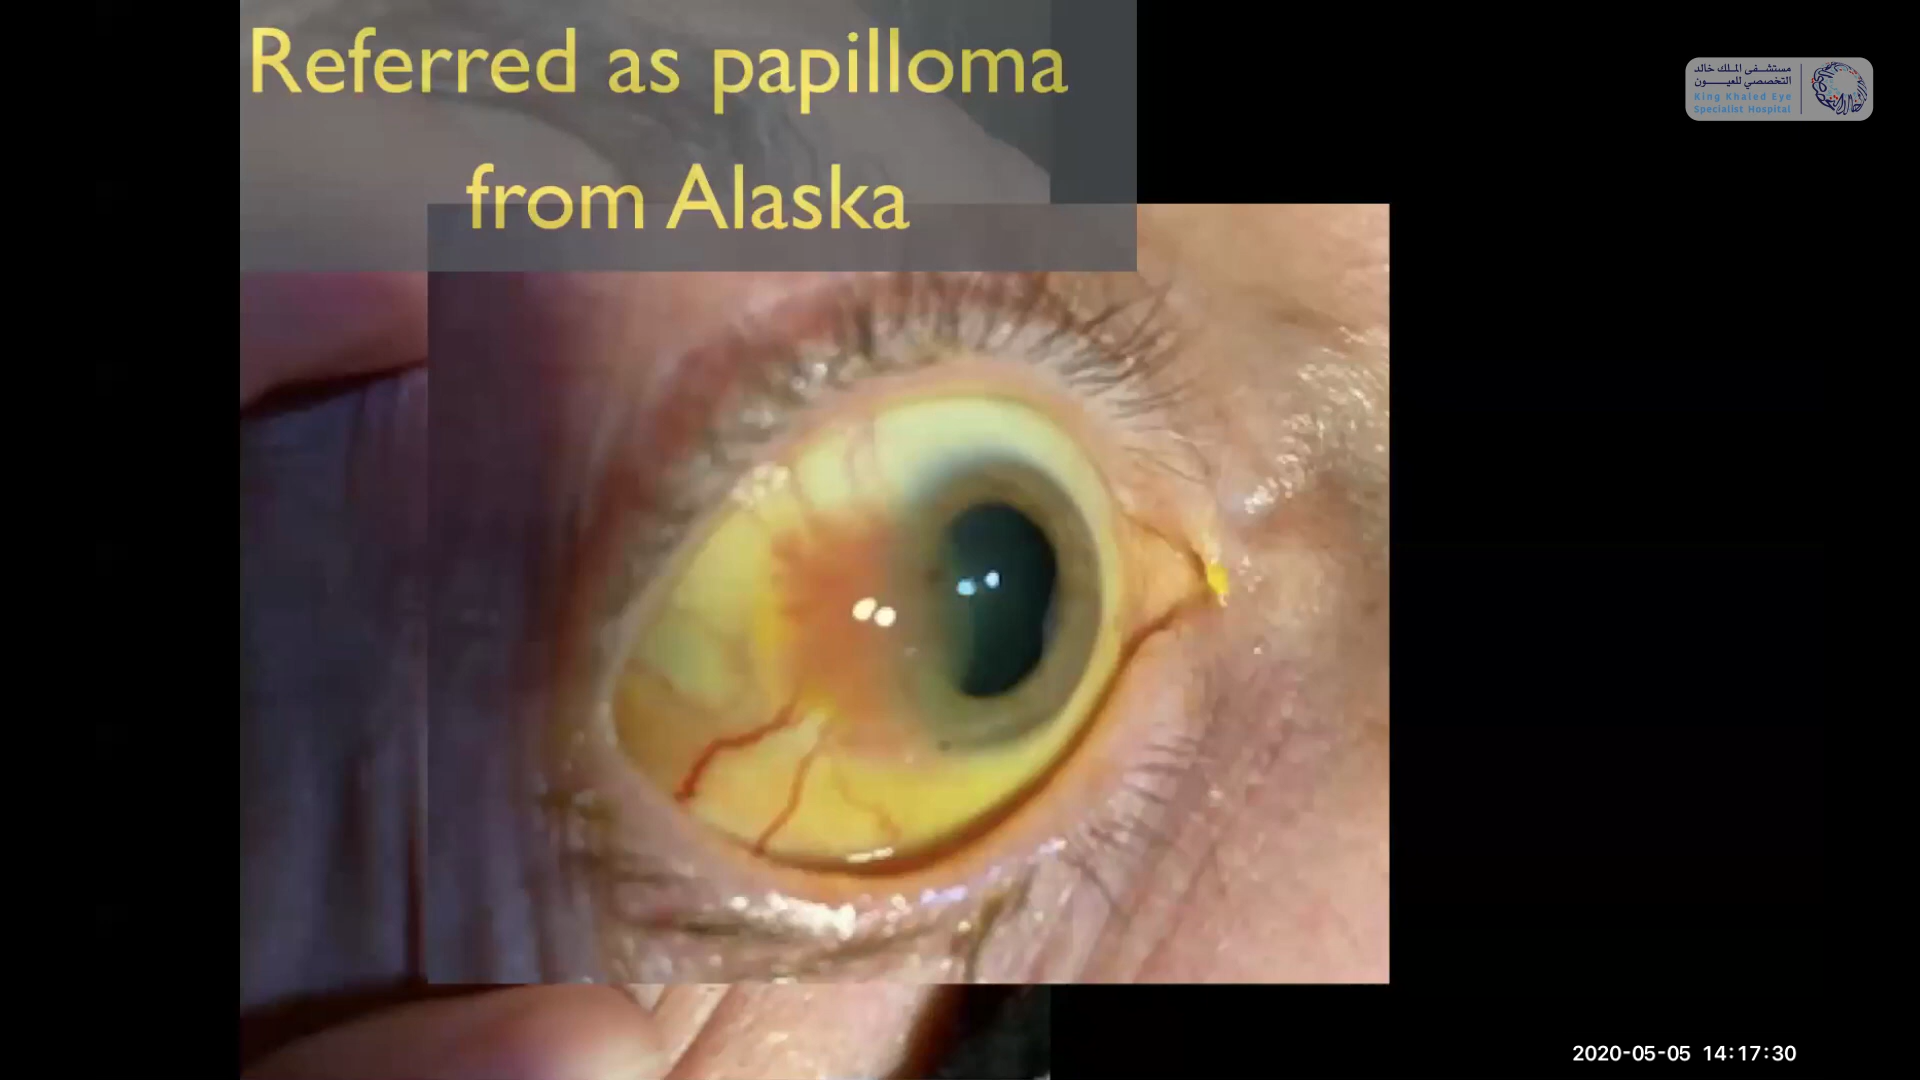 Referred as papilloma
from Alaska
مستشفى الملك خالد
التخصصي للعيون
King Khaled Eye
Specialist Hospital
2020-05-05 14:17:30